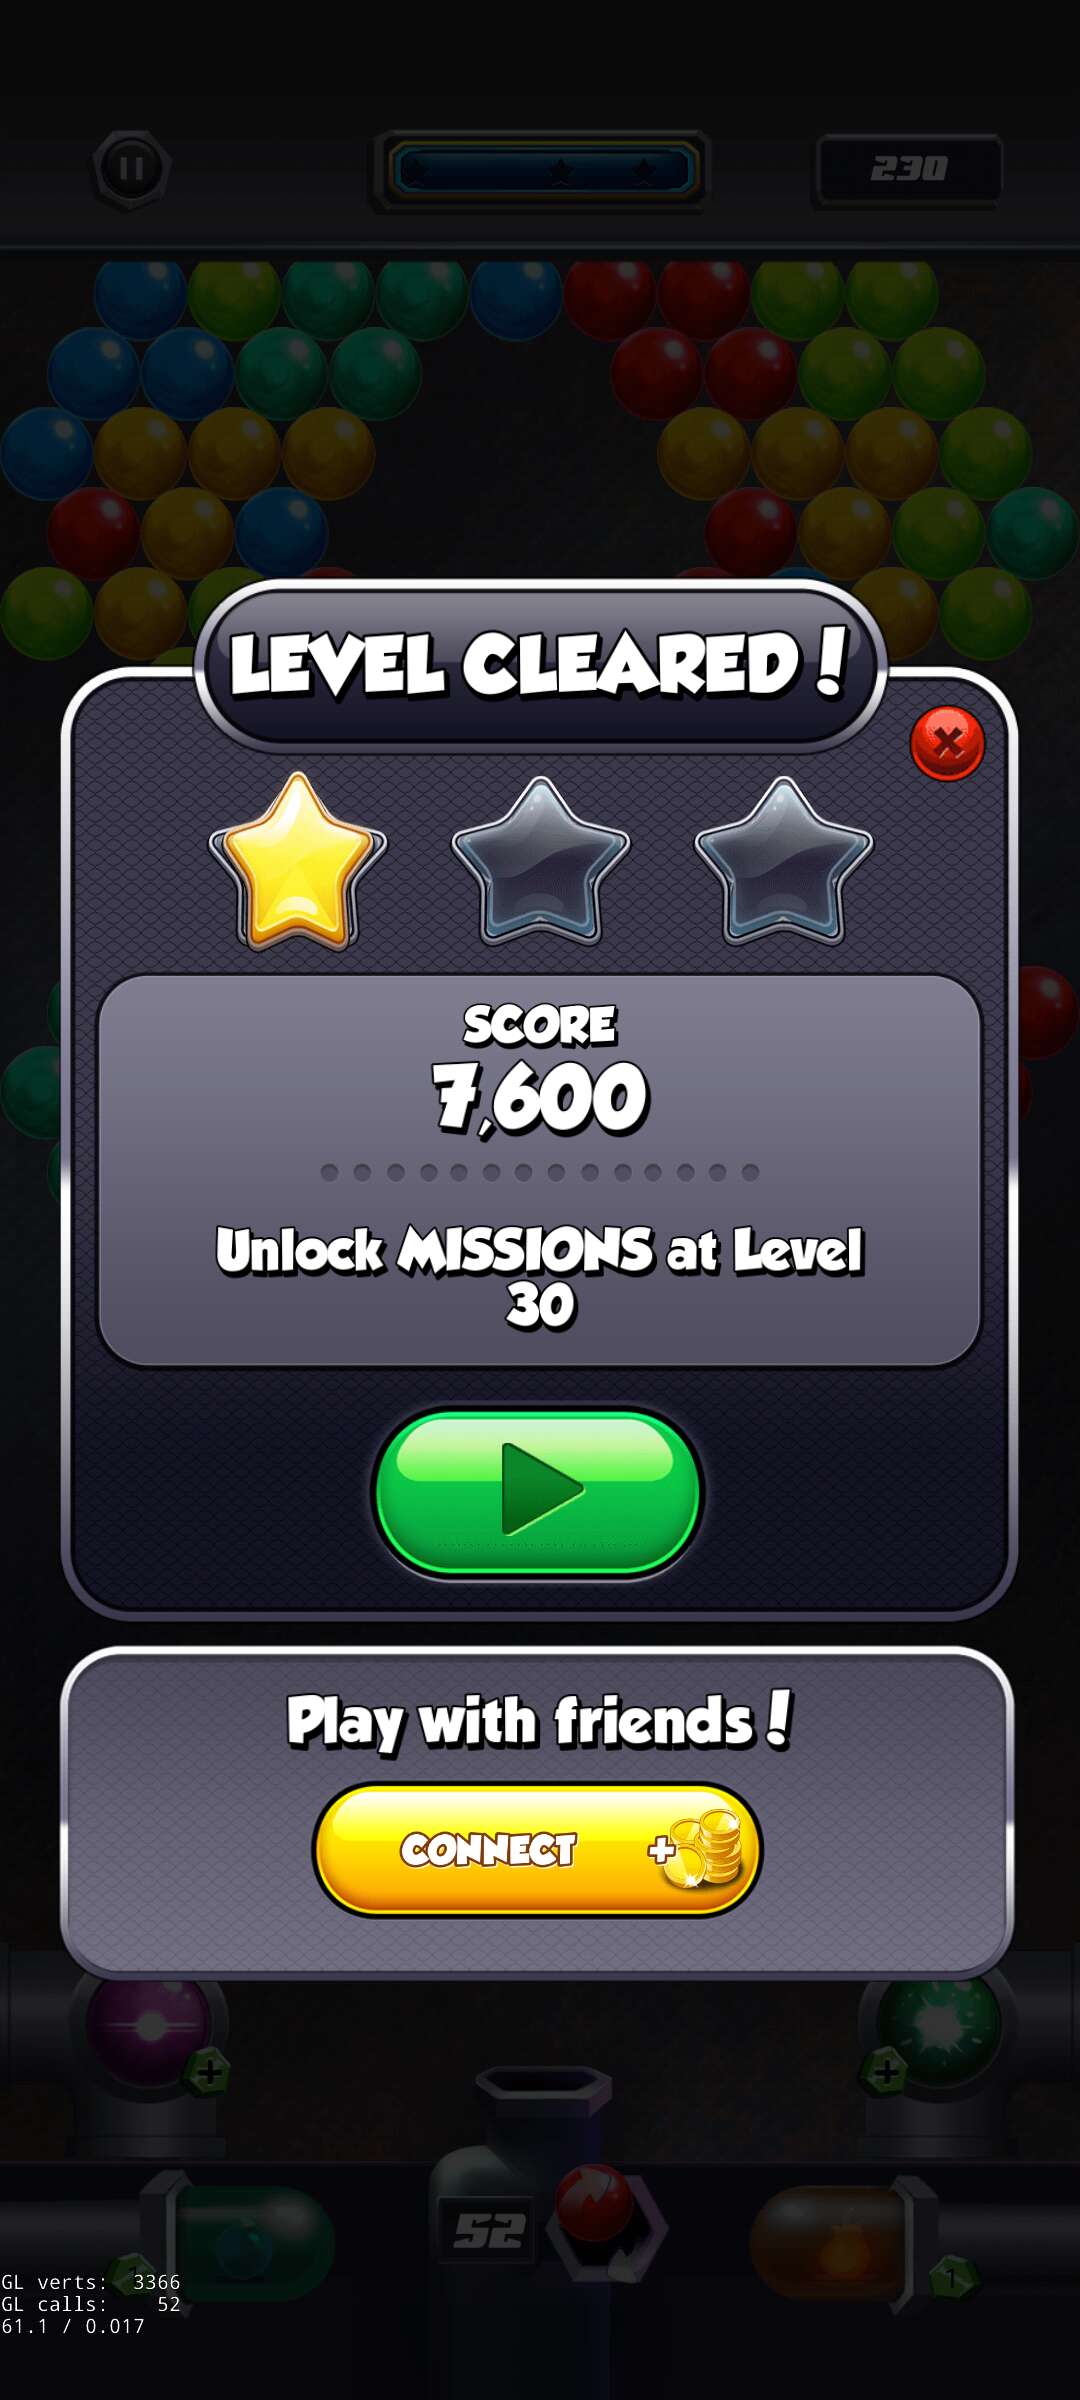 230
LEVEL CLEARED!
SCORE
7,600
Unlock MISSIONS at Level
30
Play with friends!
CONNECT +
52
1
GL verts: 3366
GL calls: 52
61.1 / 0.017